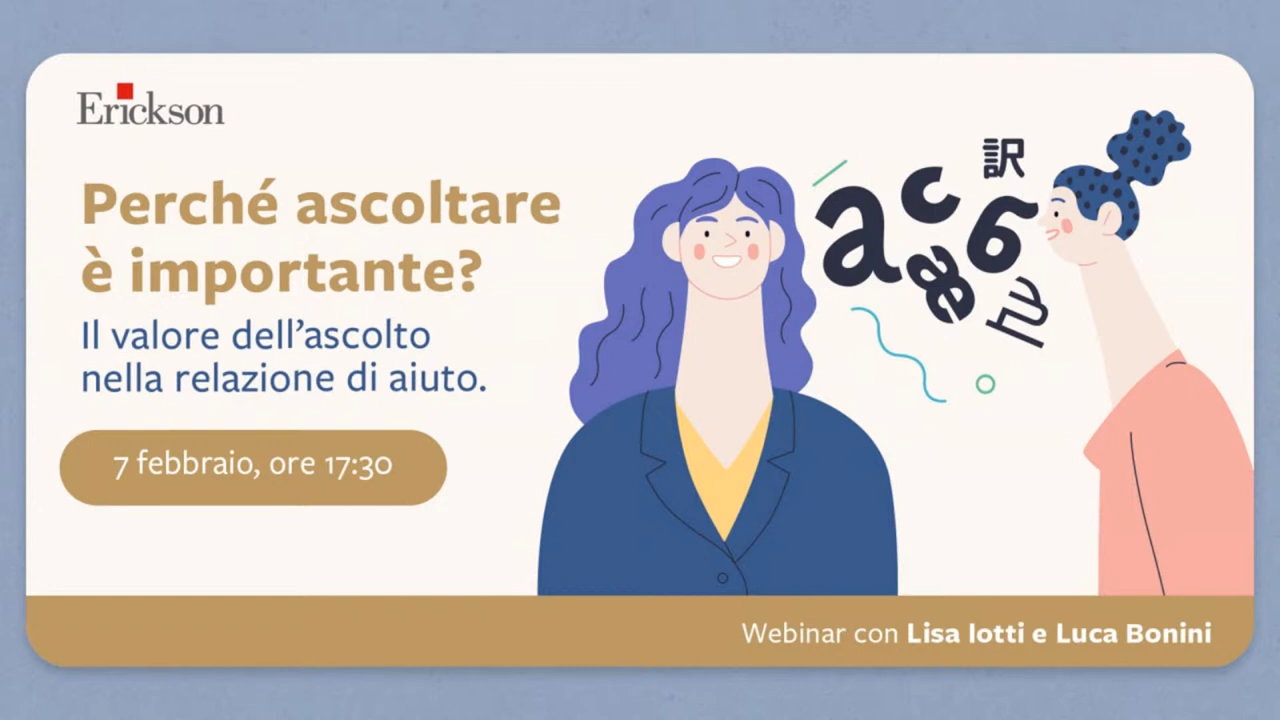 Erickson
Perché ascoltare
è importante?
Il valore dell’ascolto
nella relazione di aiuto.
7 febbraio, ore 17:30
訳
a c б
æ
Webinar con Lisa Iotti e Luca Bonini